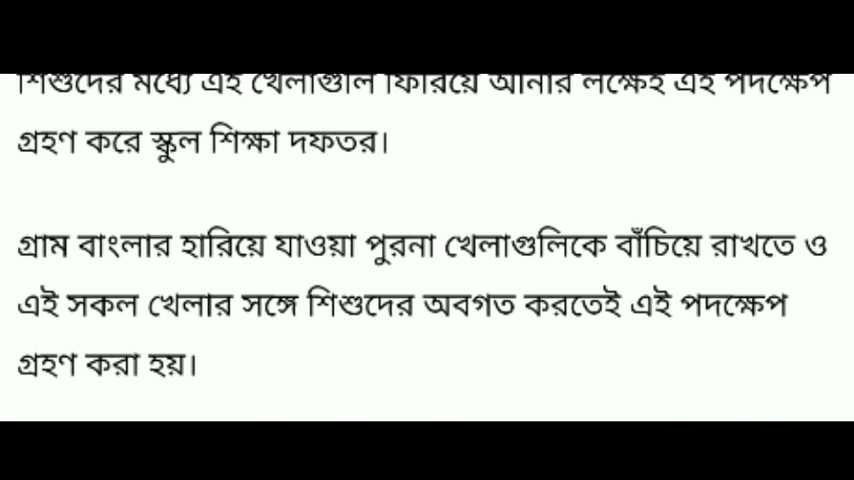 শিশুদের মধ্যে এই খেলাগুলি ফিরিয়ে আনার লক্ষেই এই পদক্ষেপ
গ্রহণ করে স্কুল শিক্ষা দফতর।
গ্রাম বাংলার হারিয়ে যাওয়া পুরনা খেলাগুলিকে বাঁচিয়ে রাখতে ও
এই সকল খেলার সঙ্গে শিশুদের অবগত করতেই এই পদক্ষেপ
গ্রহণ করা হয়।